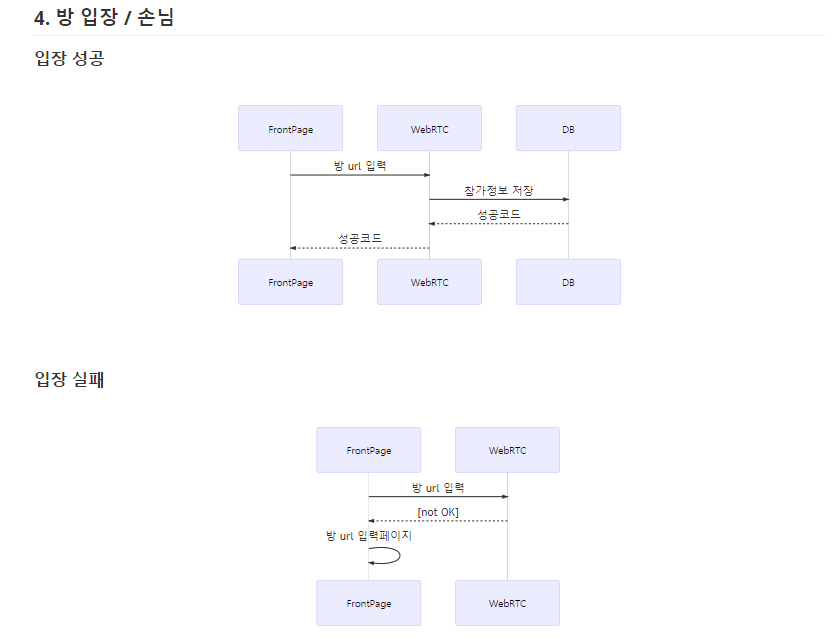 4. 방 입장 / 손님
입장 성공
FrontPage WebRTC DB
방 url 입력
참가정보 저장
성공코드
성공코드
FrontPage WebRTC DB
입장 실패
FrontPage WebRTC
방 url 입력
[not OK]
방 url 입력페이지
FrontPage WebRTC